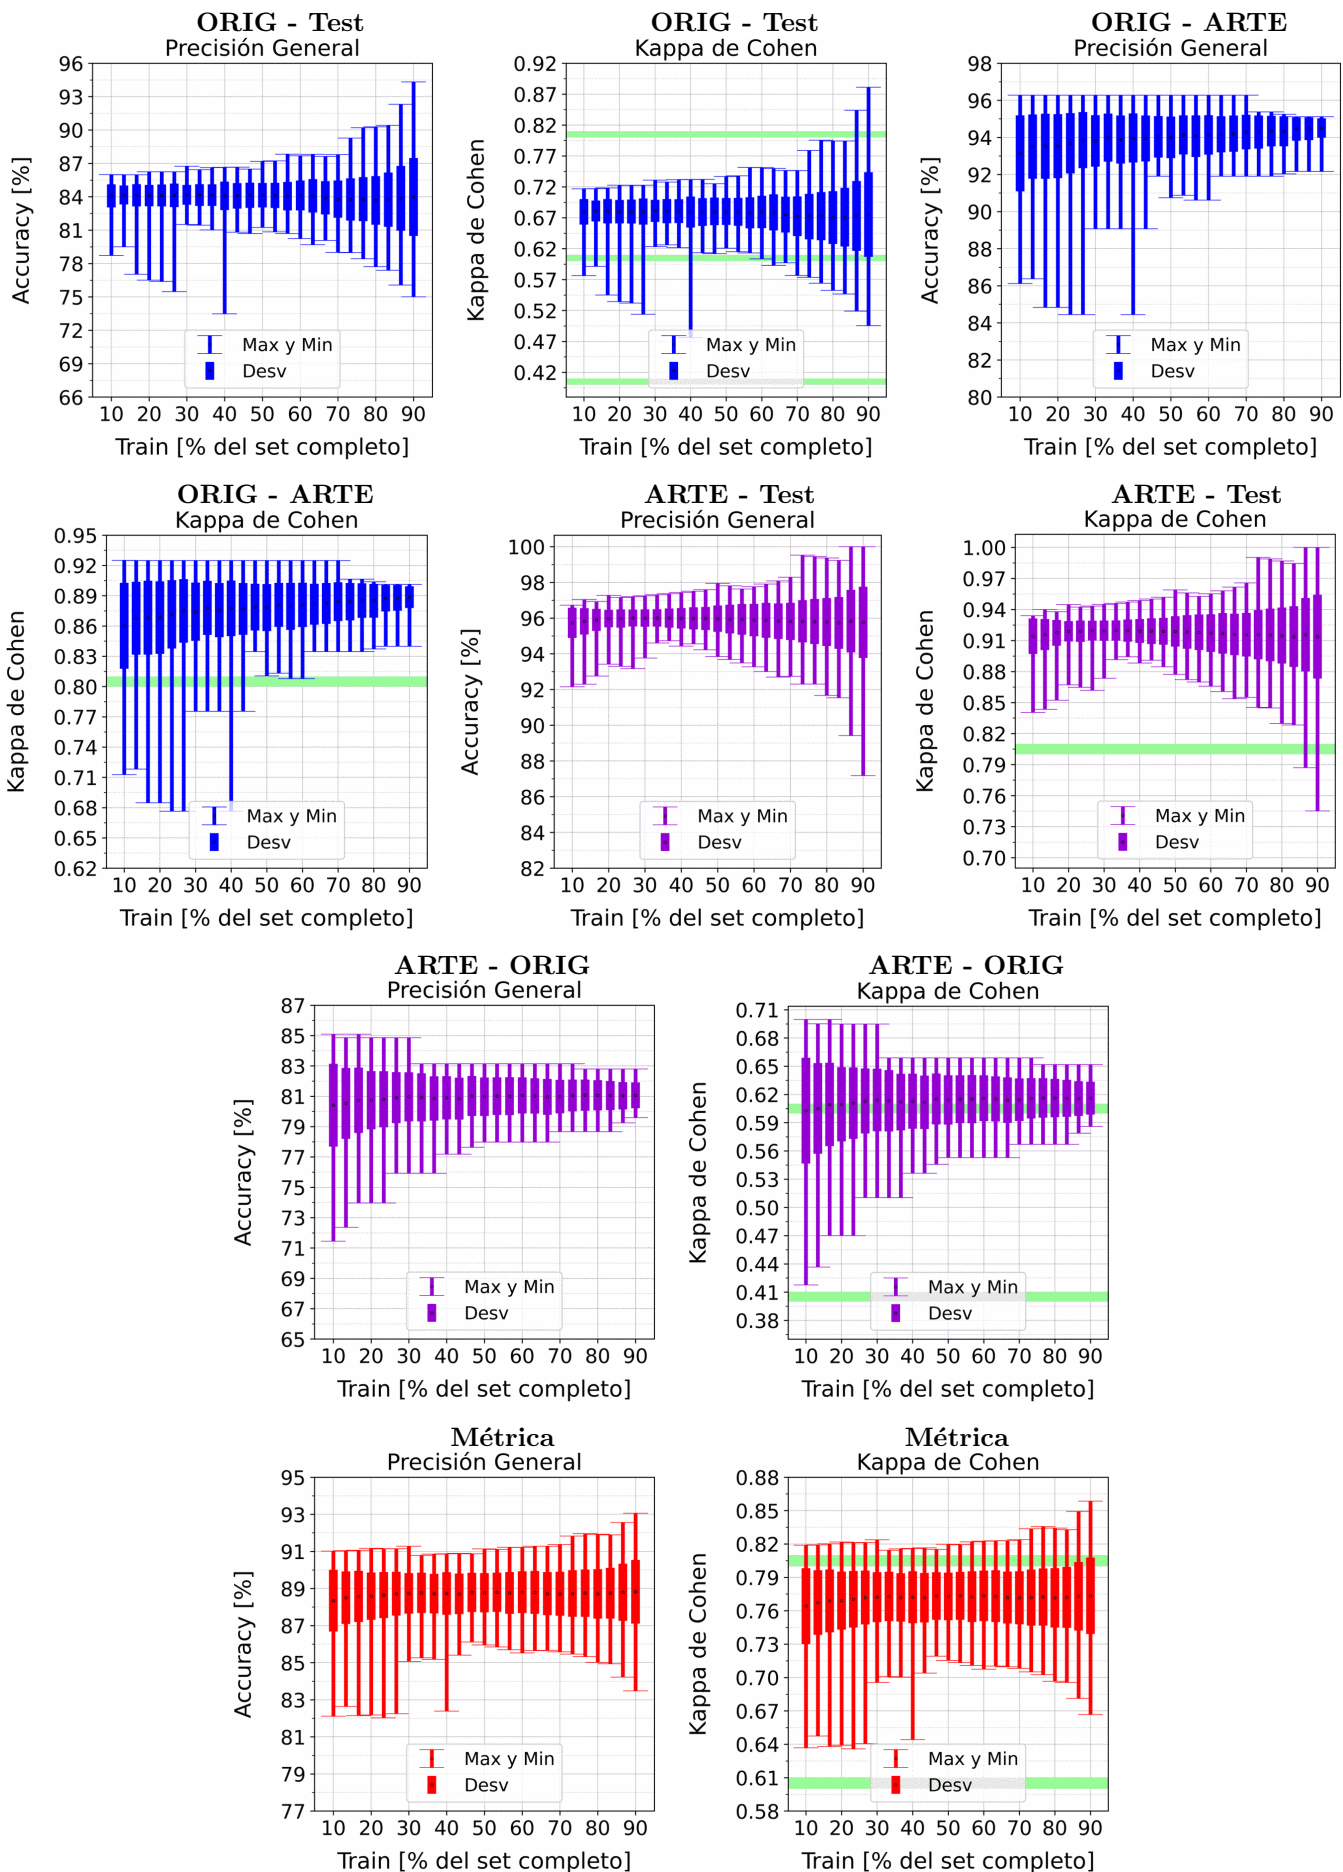 ORIG - Test
Precisión General
Accuracy [%]
96
93
90
87
84
81
78
75
72
69
66
Max y Min
Desv
10 20 30 40 50 60 70 80 90
Train [% del set completo]
ORIG - Test
Kappa de Cohen
Kappa de Cohen
0.92
0.87
0.82
0.77
0.72
0.67
0.62
0.57
0.52
0.47
0.42
Max y Min
Desv
10 20 30 40 50 60 70 80 90
Train [% del set completo]
ORIG - ARTE
Precisión General
Accuracy [%]
98
96
94
92
90
88
86
84
82
80
Max y Min
Desv
10 20 30 40 50 60 70 80 90
Train [% del set completo]
ORIG - ARTE
Kappa de Cohen
Kappa de Cohen
0.95
0.92
0.89
0.86
0.83
0.80
0.77
0.74
0.71
0.68
0.65
0.62
Max y Min
Desv
10 20 30 40 50 60 70 80 90
Train [% del set completo]
ARTE - Test
Precisión General
Accuracy [%]
100
98
96
94
92
90
88
86
84
82
Max y Min
Desv
10 20 30 40 50 60 70 80 90
Train [% del set completo]
ARTE - Test
Kappa de Cohen
Kappa de Cohen
1.00
0.97
0.94
0.91
0.88
0.85
0.82
0.79
0.76
0.73
0.70
Max y Min
Desv
10 20 30 40 50 60 70 80 90
Train [% del set completo]
ARTE - ORIG
Precisión General
Accuracy [%]
87
85
83
81
79
77
75
73
71
69
67
65
Max y Min
Desv
10 20 30 40 50 60 70 80 90
Train [% del set completo]
ARTE - ORIG
Kappa de Cohen
Kappa de Cohen
0.71
0.68
0.65
0.62
0.59
0.56
0.53
0.50
0.47
0.44
0.41
0.38
Max y Min
Desv
10 20 30 40 50 60 70 80 90
Train [% del set completo]
Métrica
Precisión General
Accuracy [%]
95
93
91
89
87
85
83
81
79
77
Max y Min
Desv
10 20 30 40 50 60 70 80 90
Train [% del set completo]
Métrica
Kappa de Cohen
Kappa de Cohen
0.88
0.85
0.82
0.79
0.76
0.73
0.70
0.67
0.64
0.61
0.58
Max y Min
Desv
10 20 30 40 50 60 70 80 90
Train [% del set completo]